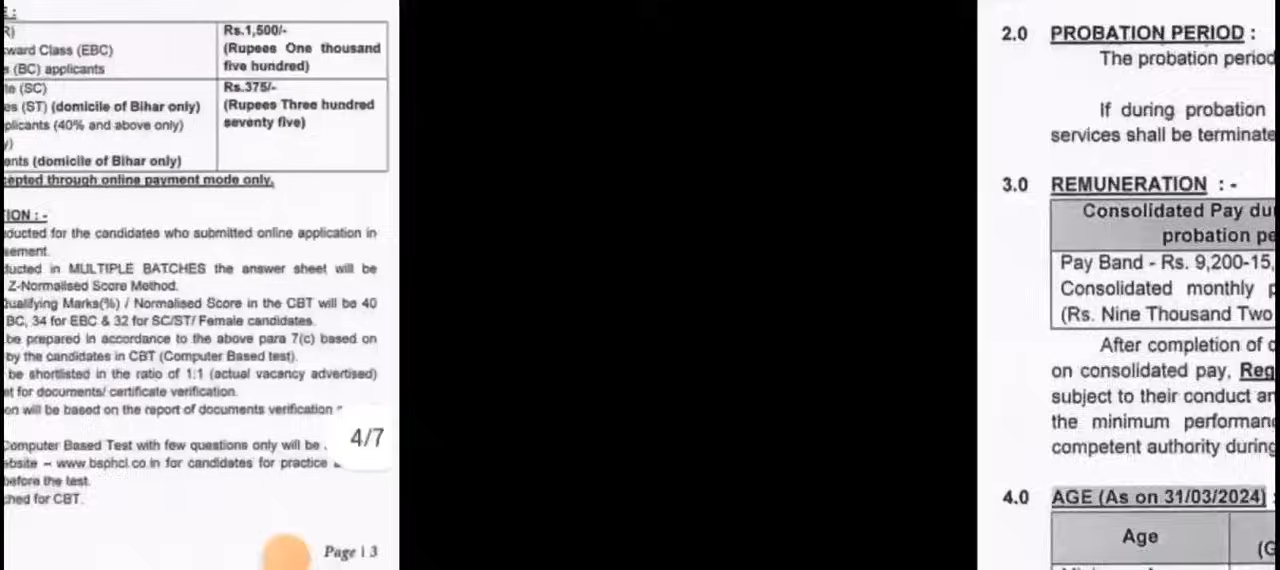 E :
R)
Rs.1,500/-
ward Class (EBC)
(Rupees One thousand
s (BC) applicants
five hundred)
te (SC)
Rs.375/-
es (ST) (domicile of Bihar only)
(Rupees Three hundred
plicants (40% and above only)
seventy five)
y)
ants (domicile of Bihar only)
cepted through online payment mode only.
TION : -
ducted for the candidates who submitted online application in
sement.
ducted in MULTIPLE BATCHES the answer sheet will be
Z-Normalised Score Method.
Qualifying Marks(%) / Normalised Score in the CBT will be 40
BC, 34 for EBC & 32 for SC/ST/ Female candidates.
be prepared in accordance to the above para 7(c) based on
by the candidates in CBT (Computer Based test).
be shortlisted in the ratio of 1:1 (actual vacancy advertised)
et for documents/ certificate verification.
on will be based on the report of documents verification
4/7
Computer Based Test with few questions only will be
ebsite – www.bsphcl.co.in for candidates for practice
before the test.
ched for CBT.
Page | 3
2.0 PROBATION PERIOD :
The probation period
If during probation
services shall be terminate
3.0 REMUNERATION : -
Consolidated Pay du
probation pe
Pay Band - Rs. 9,200-15,
Consolidated monthly p
(Rs. Nine Thousand Two
After completion of
on consolidated pay, Reg
subject to their conduct an
the minimum performanc
competent authority during
4.0 AGE (As on 31/03/2024) :
Age
(G